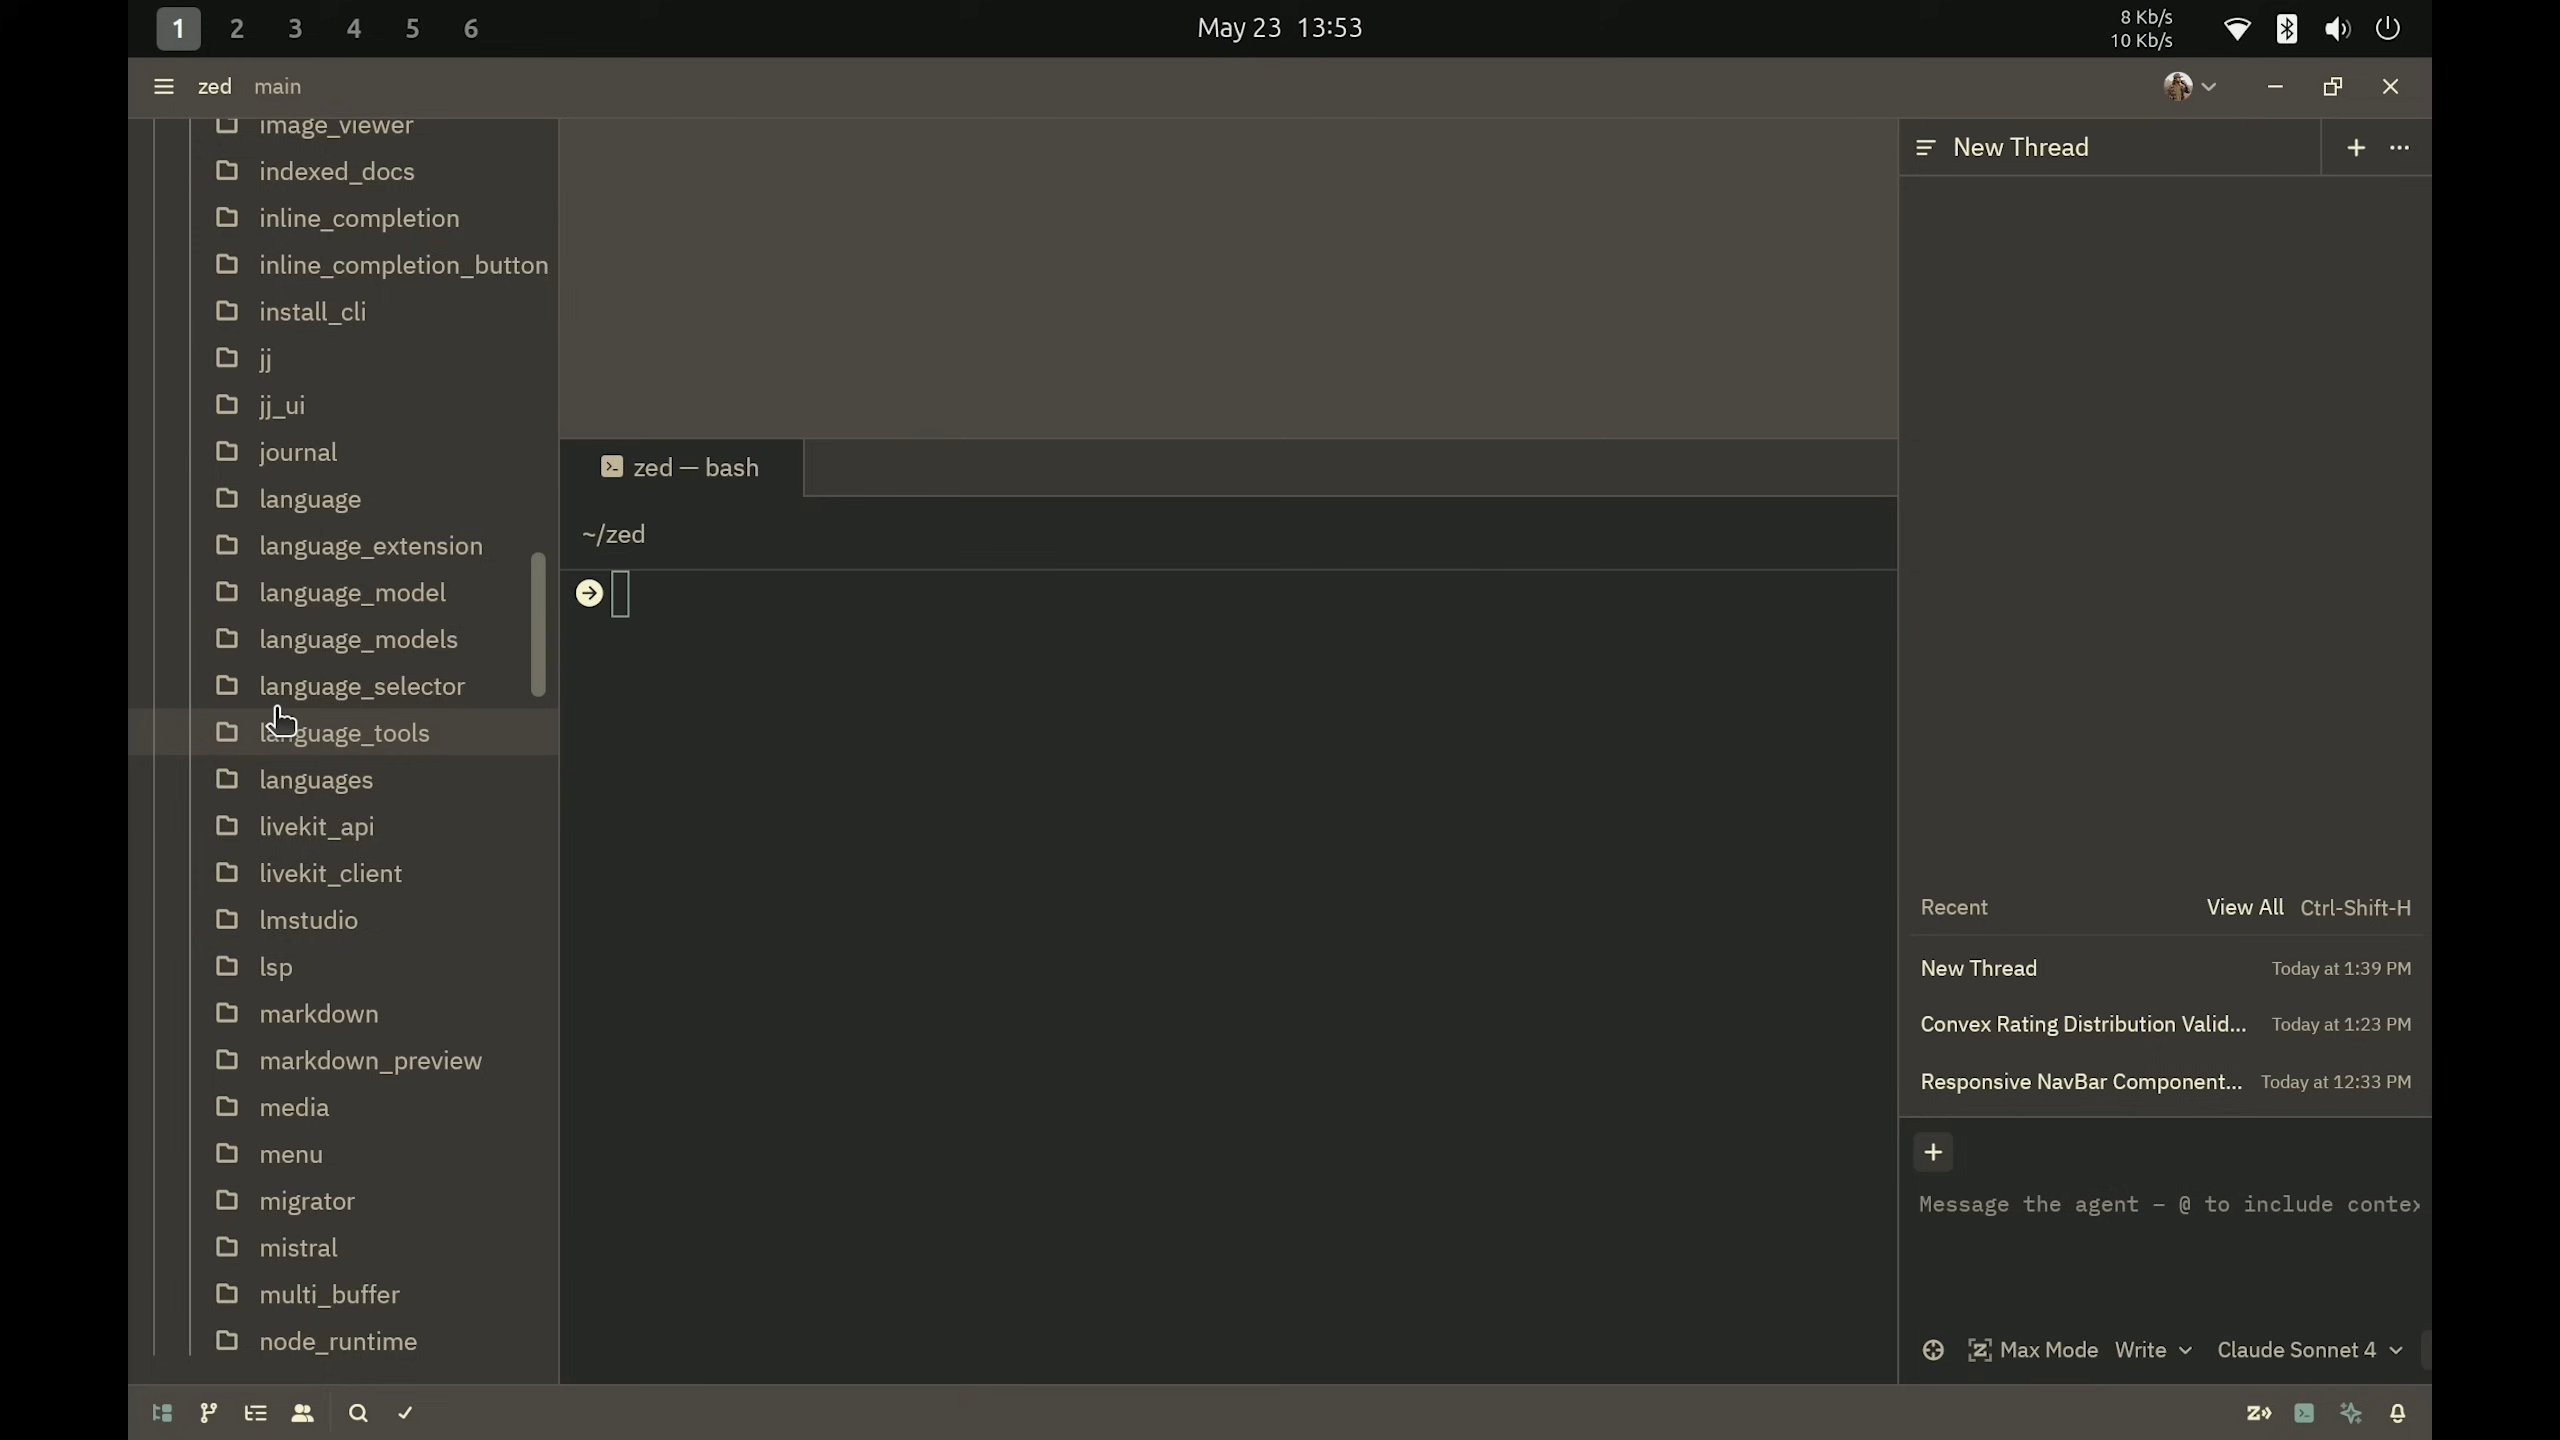 1 2 3 4 5 6
May 23 13:53
8 Kb/s
10 Kb/s
zed main
image_viewer
indexed_docs
inline_completion
inline_completion_button
install_cli
jj
jj_ui
journal
language
language_extension
language_model
language_models
language_selector
language_tools
languages
livekit_api
livekit_client
lmstudio
lsp
markdown
markdown_preview
media
menu
migrator
mistral
multi_buffer
node_runtime
zed — bash
~/zed
New Thread
Recent View All Ctrl-Shift-H
New Thread Today at 1:39 PM
Convex Rating Distribution Valid... Today at 1:23 PM
Responsive NavBar Component... Today at 12:33 PM
Message the agent – @ to include contex
Max Mode Write Claude Sonnet 4